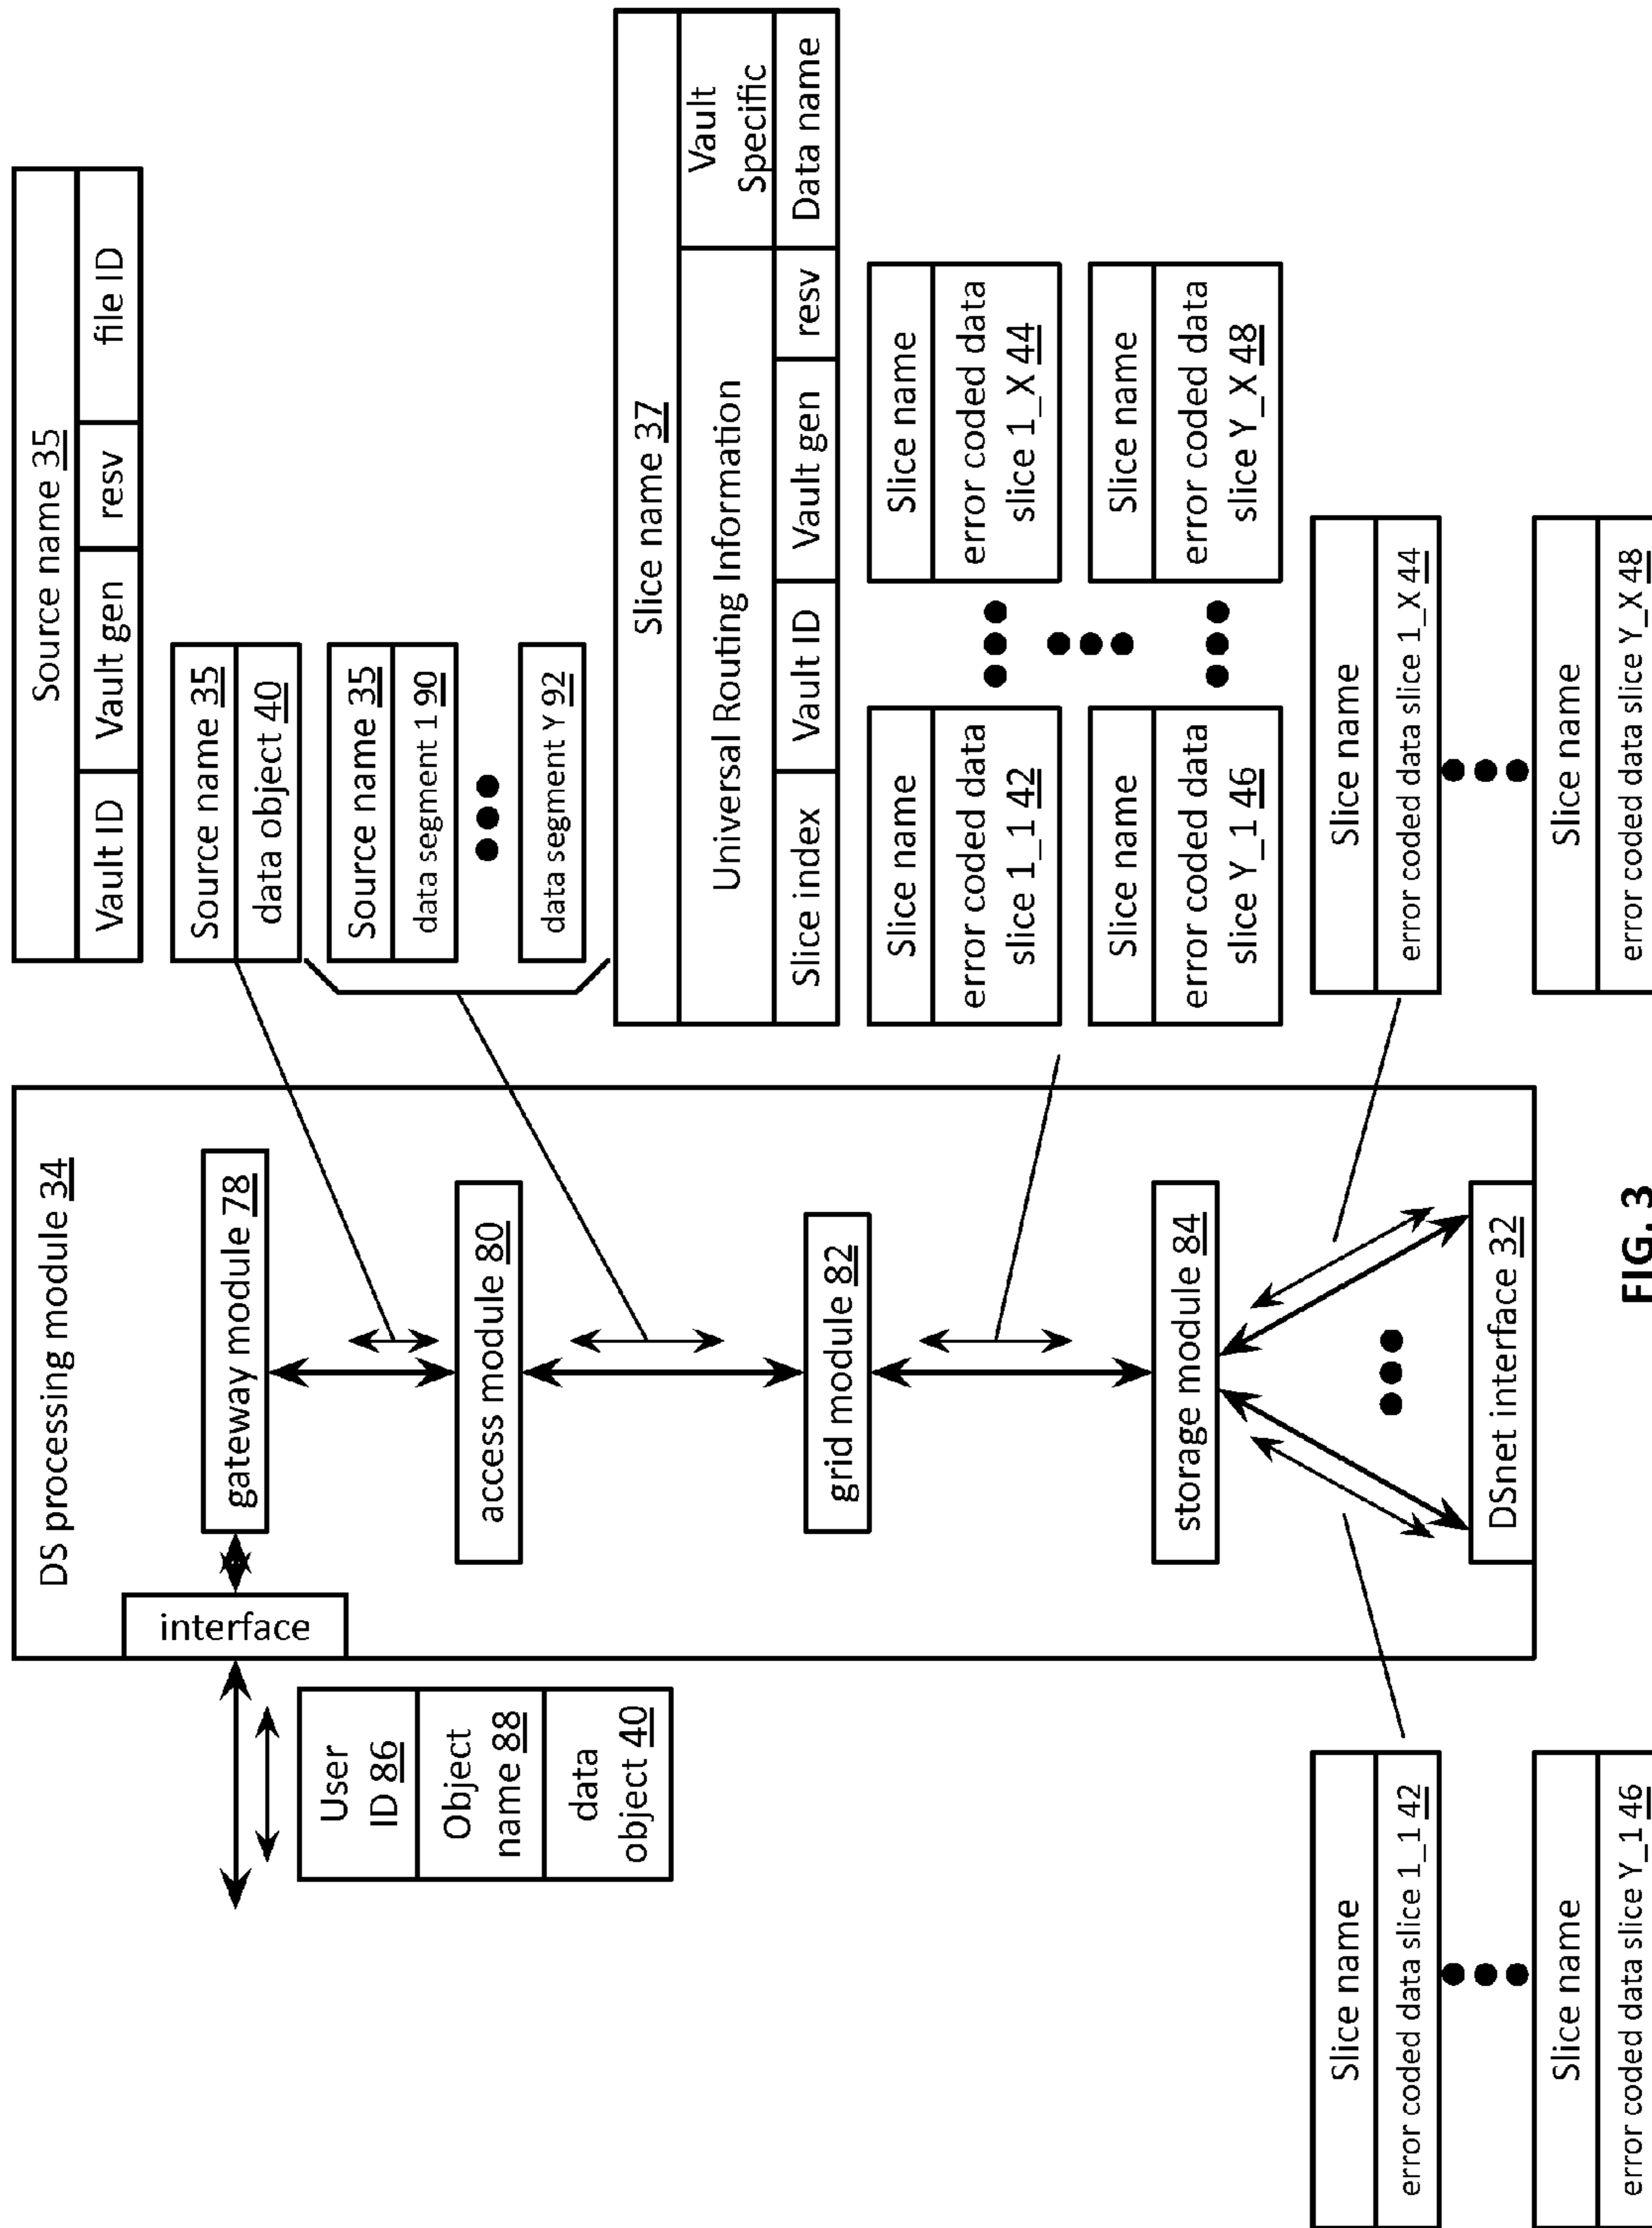 DS processing module 34
interface
gateway module 78
access module 80
grid module 82
storage module 84
DSnet interface 32
User
ID 86
Object
name 88
data
object 40
Source name 35
Vault ID
Vault gen
resv
file ID
Source name 35
data object 40
Source name 35
data segment 1 90
data segment Y 92
Slice name 37
Universal Routing Information
Vault
Specific
Slice index
Vault ID
Vault gen
resv
Data name
Slice name
error coded data
slice 1_1 42
Slice name
error coded data
slice 1_X 44
Slice name
error coded data
slice Y_1 46
Slice name
error coded data
slice Y_X 48
Slice name
error coded data slice 1_1 42
Slice name
error coded data slice Y_1 46
Slice name
error coded data slice 1_X 44
Slice name
error coded data slice Y_X 48
FIG. 3